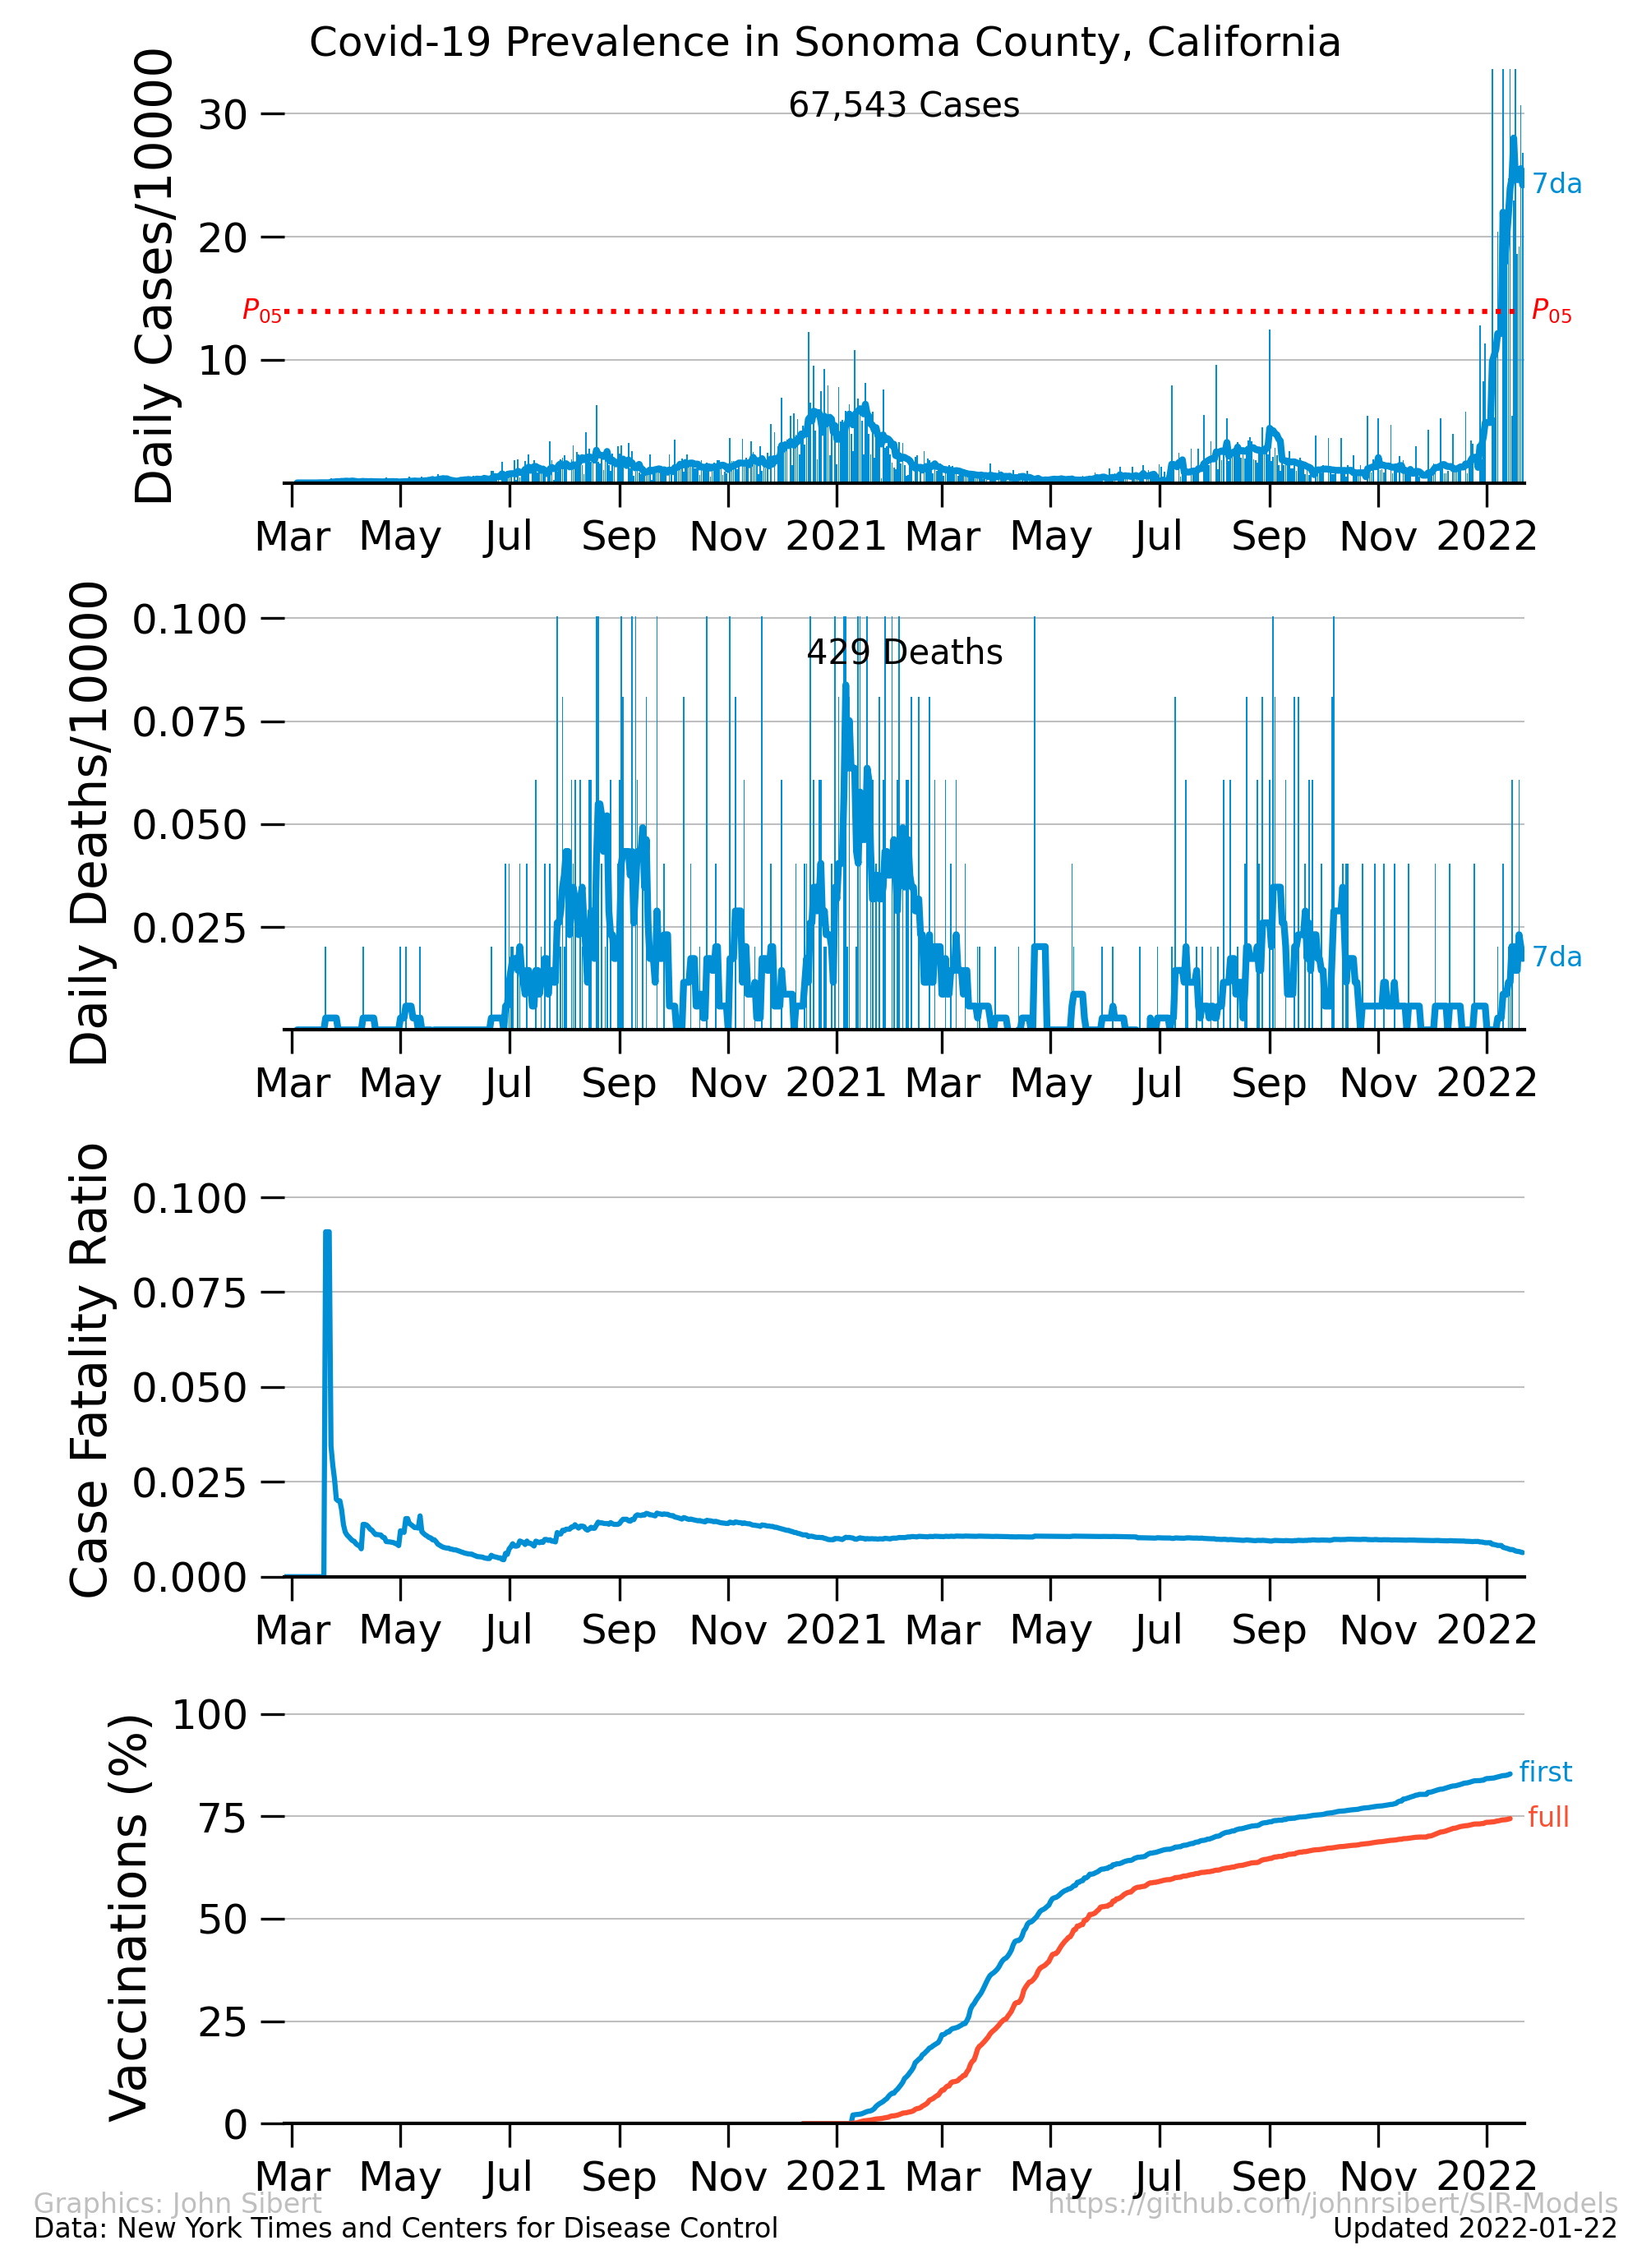 Covid-19 Prevalence in Sonoma County, California
Daily Cases/10000
67,543 Cases
30
20
10
7da
P05
P05
Mar May Jul Sep Nov 2021 Mar May Jul Sep Nov 2022
Daily Deaths/10000
429 Deaths
0.100
0.075
0.050
0.025
7da
Mar May Jul Sep Nov 2021 Mar May Jul Sep Nov 2022
Case Fatality Ratio
0.100
0.075
0.050
0.025
0.000
Mar May Jul Sep Nov 2021 Mar May Jul Sep Nov 2022
Vaccinations (%)
100
75
50
25
0
first
full
Mar May Jul Sep Nov 2021 Mar May Jul Sep Nov 2022
Graphics: John Sibert
https://github.com/johnrsibert/SIR-Models
Data: New York Times and Centers for Disease Control
Updated 2022-01-22